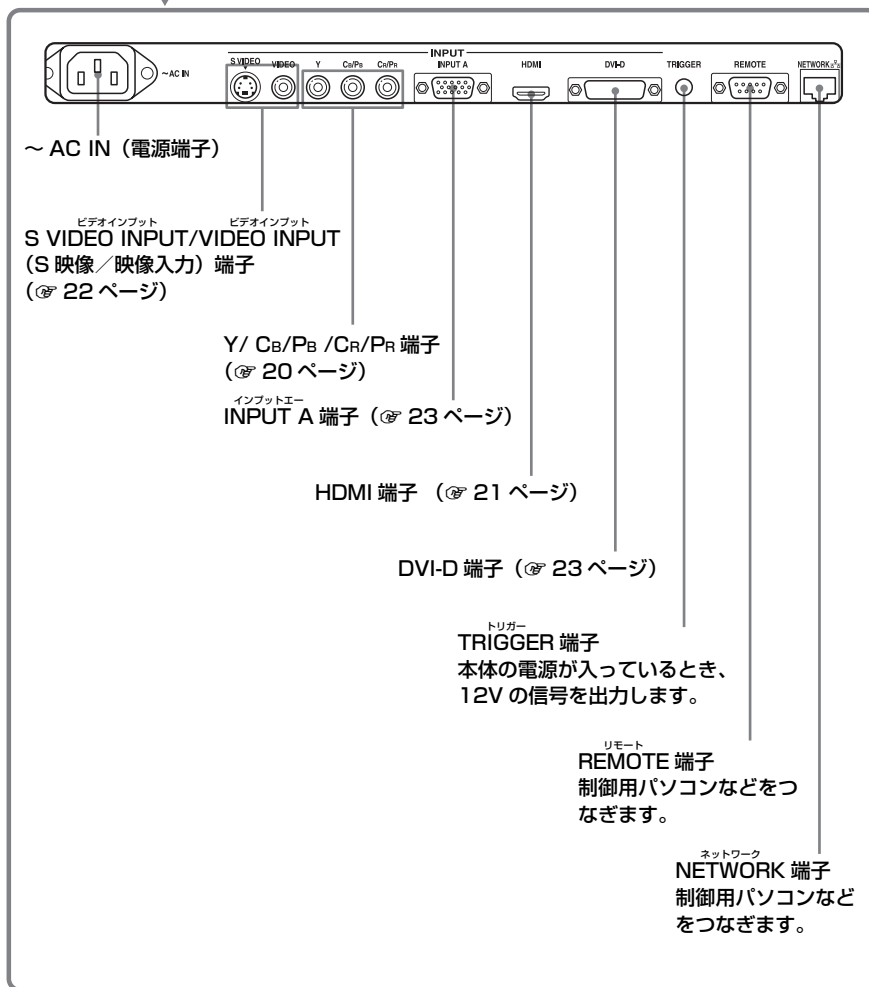 INPUT
~AC IN
S VIDEO VIDEO Y CB/PB CR/PR INPUT A HDMI DVI-D TRIGGER REMOTE NETWORK
～ AC IN（電源端子）
ビデオインプット ビデオインプット
S VIDEO INPUT/VIDEO INPUT
（S 映像／映像入力）端子
（☞ 22 ページ）
Y/ CB/PB /CR/PR 端子
（☞ 20 ページ）
インプットエー
INPUT A 端子（☞ 23 ページ）
HDMI 端子 （☞ 21 ページ）
DVI-D 端子（☞ 23 ページ）
トリガー
TRIGGER 端子
本体の電源が入っているとき、
12V の信号を出力します。
リモート
REMOTE 端子
制御用パソコンなどをつ
なぎます。
ネットワーク
NETWORK 端子
制御用パソコンなど
をつなぎます。